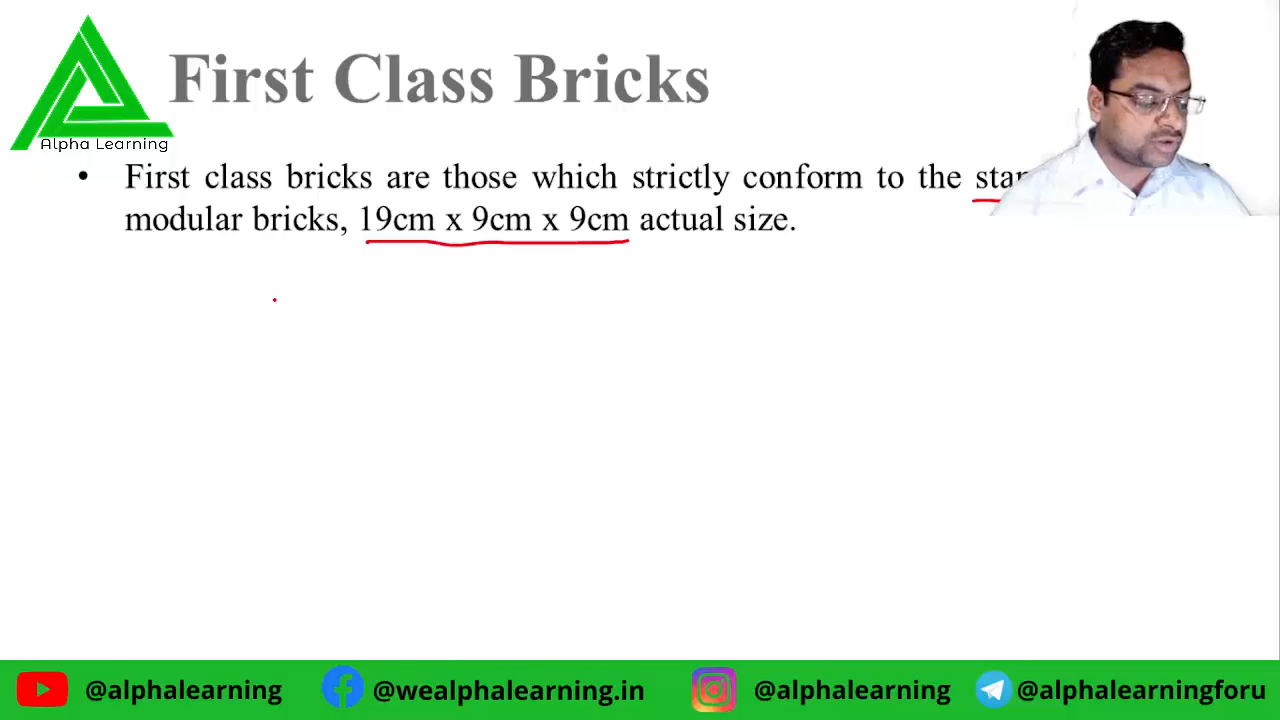 First Class Bricks
Alpha Learning
• First class bricks are those which strictly conform to the
modular bricks, 19cm x 9cm x 9cm actual size.
@alphalearning
@wealphalearning.in
@alphalearning
@alphalearningforu